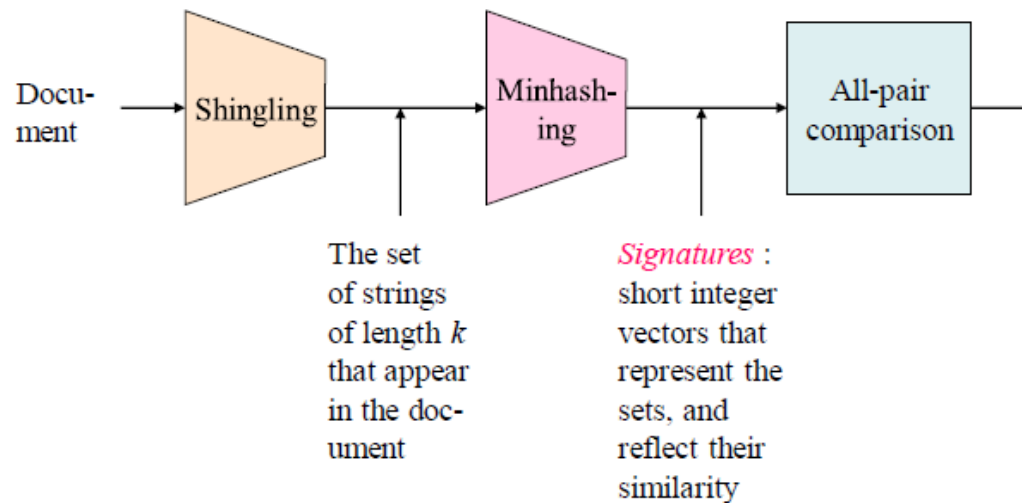 Docu-
ment
Shingling
Minhash-
ing
All-pair
comparison
The set
of strings
of length k
that appear
in the doc-
ument
Signatures :
short integer
vectors that
represent the
sets, and
reflect their
similarity